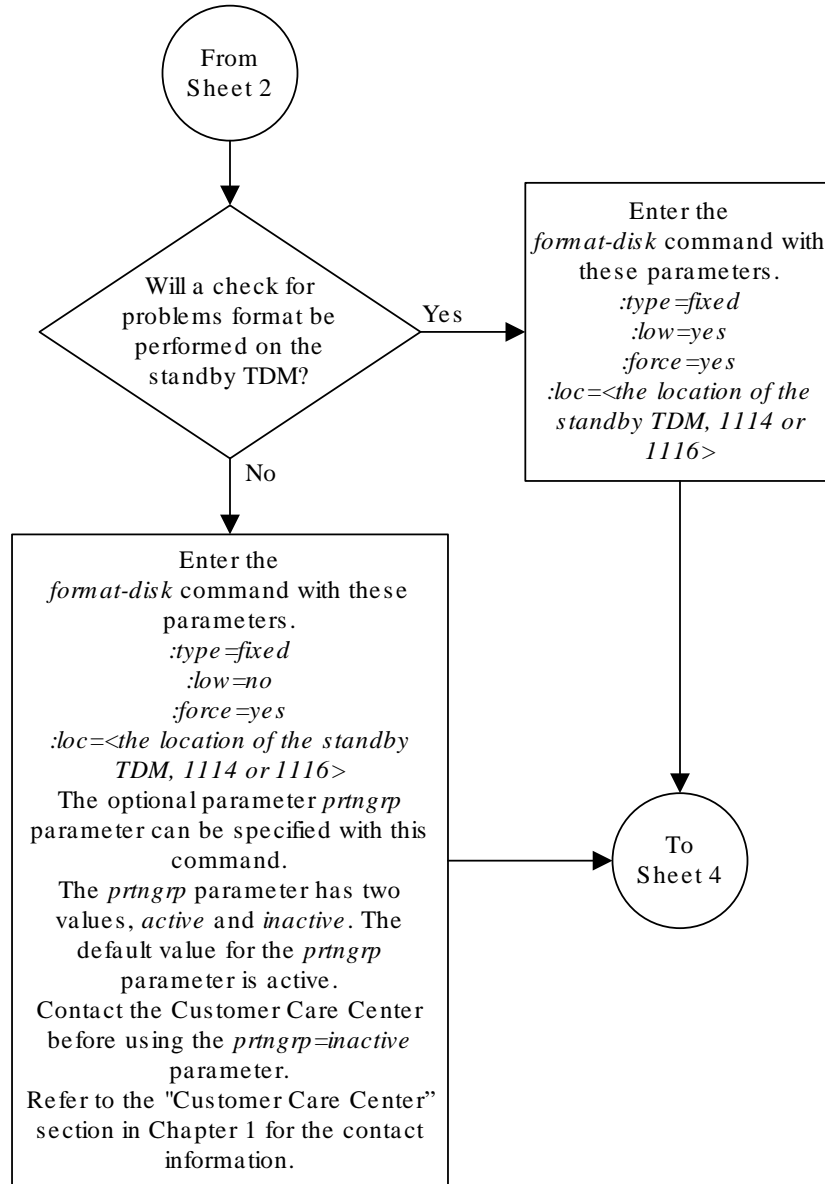 From
Sheet 2
Will a check for
problems format be
performed on the
standby TDM?
Yes
Enter the
format-disk command with
these parameters.
:type=fixed
:low=yes
:force=yes
:loc=<the location of the
standby TDM, 1114 or
1116>
No
Enter the
format-disk command with these
parameters.
:type=fixed
:low=no
:force=yes
:loc=<the location of the standby
TDM, 1114 or 1116>
The optional parameter prtngrp
parameter can be specified with this
command.
The prtngrp parameter has two
values, active and inactive. The
default value for the prtngrp
parameter is active.
Contact the Customer Care Center
before using the prtngrp=inactive
parameter.
Refer to the "Customer Care Center”
section in Chapter 1 for the contact
information.
To
Sheet 4